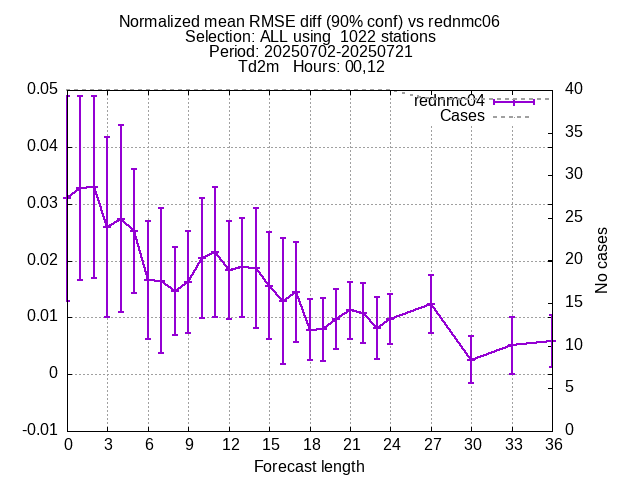 Normalized mean RMSE diff (90% conf) vs rednmc06
Selection: ALL using  1022 stations
Period: 20250702-20250721
Td2m   Hours: 00,12
0.05
0.04
0.03
0.02
0.01
0
-0.01
40
35
30
25
20
15
10
5
0
rednmc04
Cases
No cases
0 3 6 9 12 15 18 21 24 27 30 33 36
Forecast length